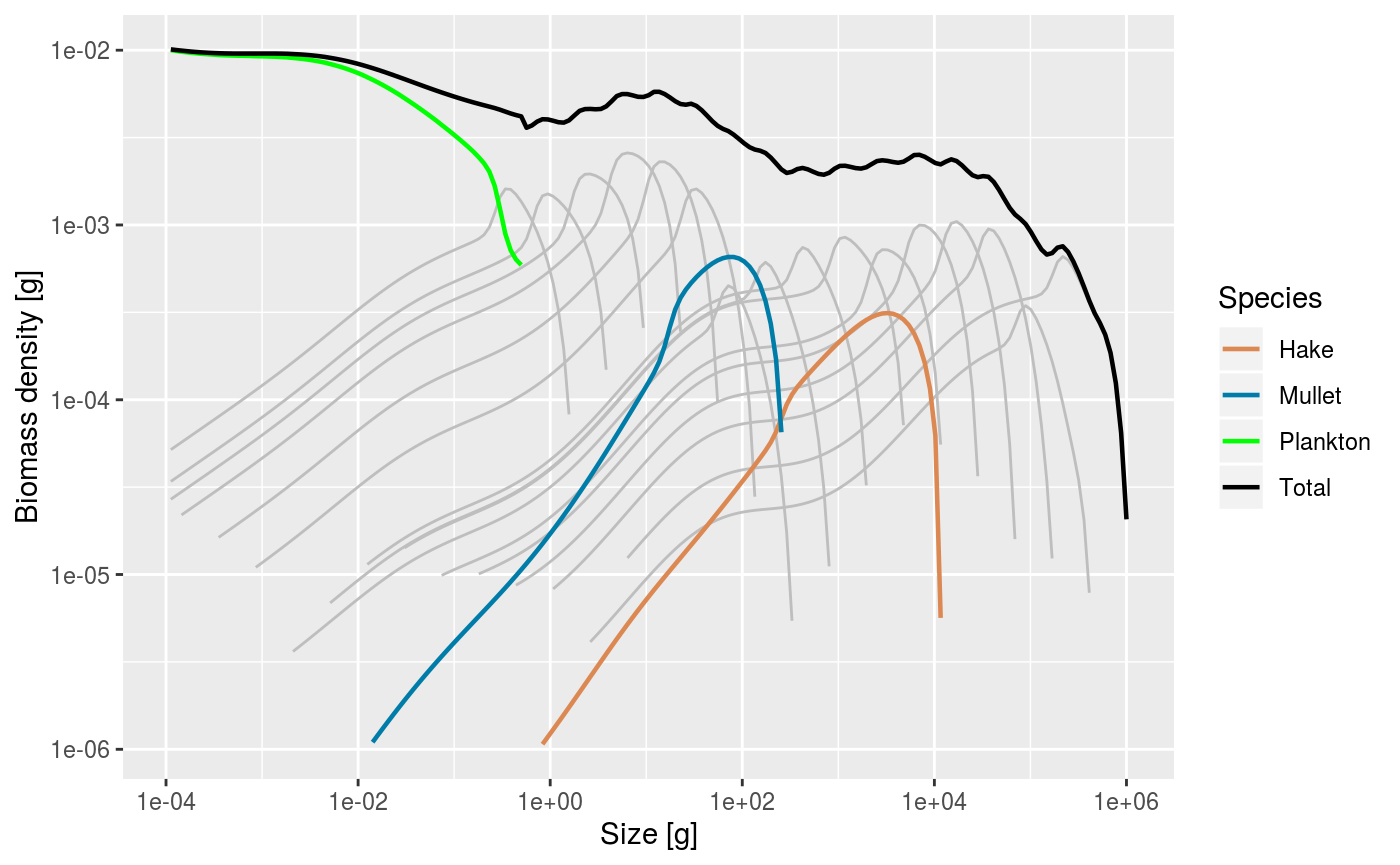 Biomass density [g]
1e-02
1e-03
1e-04
1e-05
1e-06
1e-04 1e-02 1e+00 1e+02 1e+04 1e+06
Size [g]
Species
Hake
Mullet
Plankton
Total